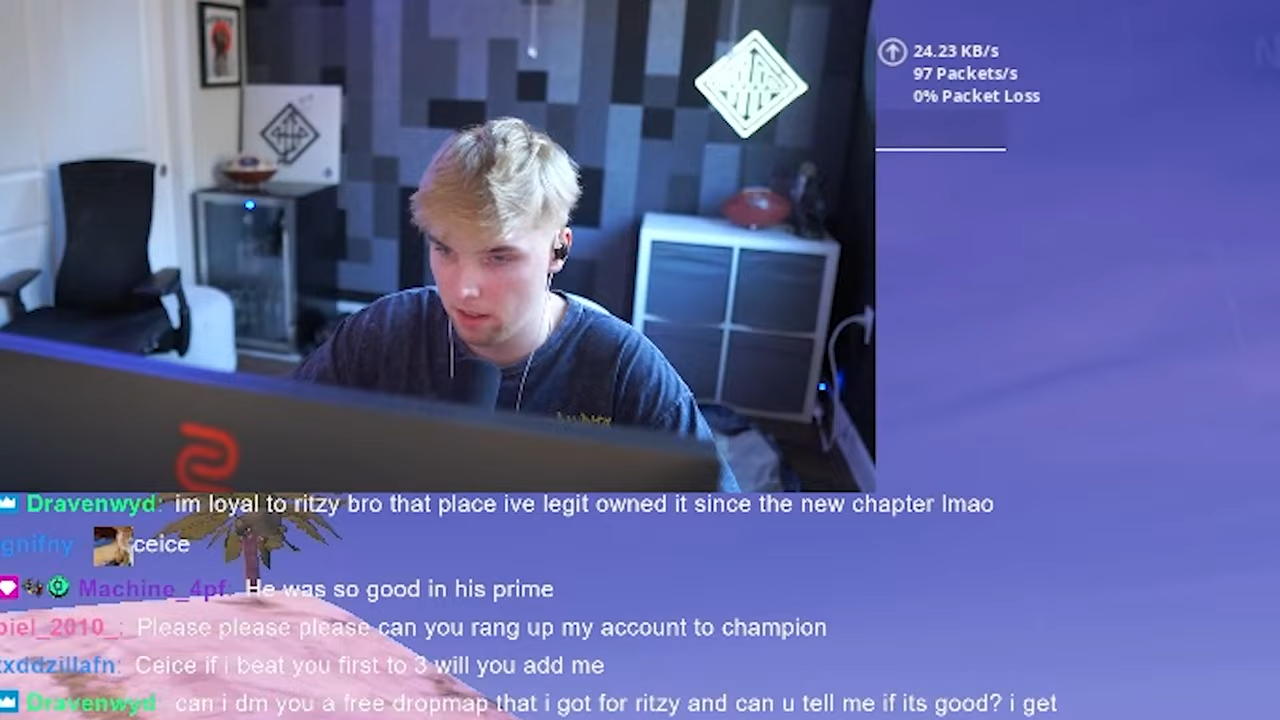 24.23 KB/s
97 Packets/s
0% Packet Loss
Dravenwyd: im loyal to ritzy bro that place ive legit owned it since the new chapter lmao
gnifny ceice
Machine_4pf: He was so good in his prime
biel_2010_: Please please please can you rang up my account to champion
xxddzillafn: Ceice if i beat you first to 3 will you add me
Dravenwyd: can i dm you a free dropmap that i got for ritzy and can u tell me if its good? i get